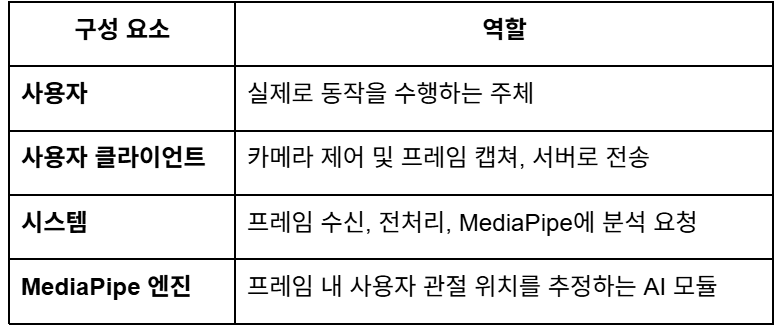 구성 요소 역할
사용자 실제로 동작을 수행하는 주체
사용자 클라이언트 카메라 제어 및 프레임 캡쳐, 서버로 전송
시스템 프레임 수신, 전처리, MediaPipe에 분석 요청
MediaPipe 엔진 프레임 내 사용자 관절 위치를 추정하는 AI 모듈